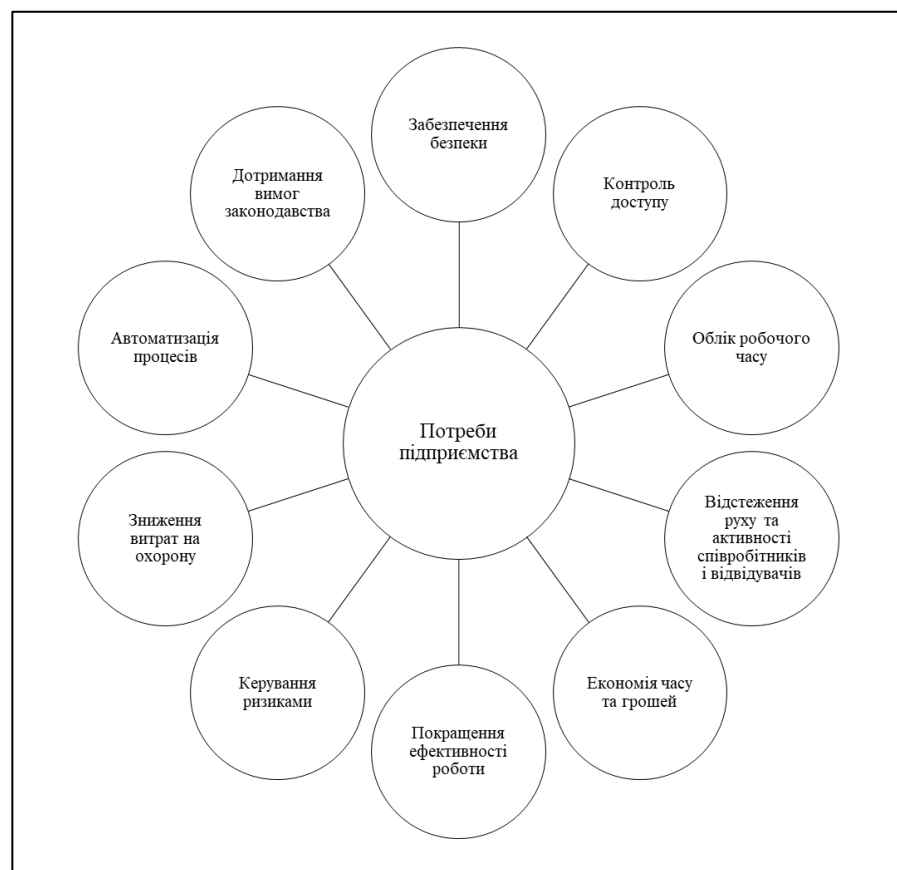 Забезпечення
безпеки
Контроль
доступу
Облік робочого
часу
Відстеження
руху та
активності
співробітників
і відвідувачів
Економія часу
та грошей
Покращення
ефективності
роботи
Керування
ризиками
Зниження
витрат на
охорону
Автоматизація
процесів
Дотримання
вимог
законодавства
Потреби
підприємства